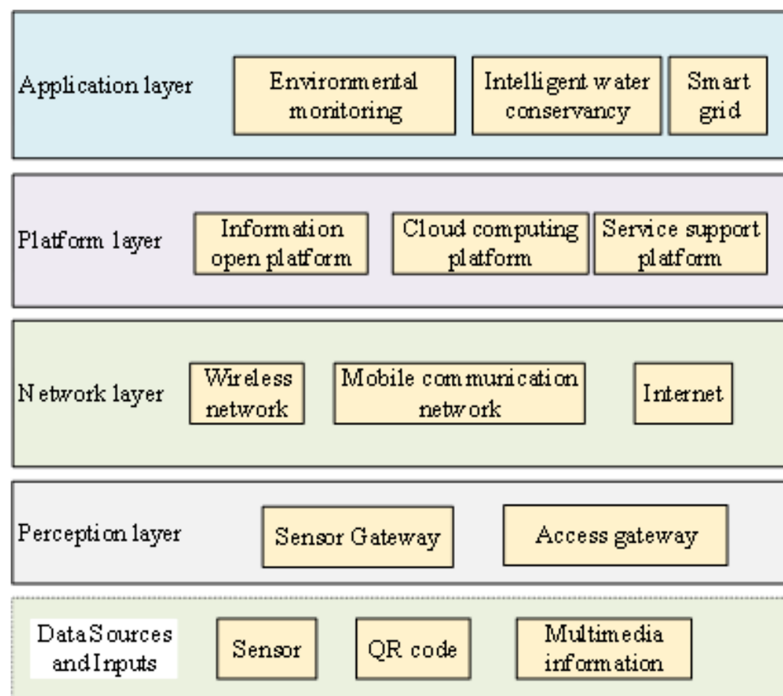 Application layer
Environmental
monitoring
Intelligent water
conservancy
Smart
grid
Platform layer
Information
open platform
Cloud computing
platform
Service support
platform
Network layer
Wireless
network
Mobile communication
network
Internet
Perception layer
Sensor Gateway
Access gateway
Data Sources
and Inputs
Sensor
QR code
Multimedia
information